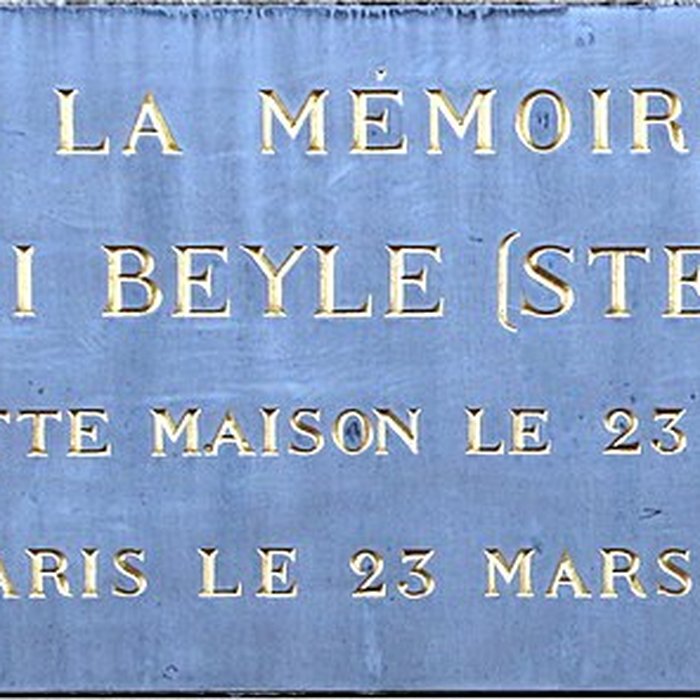 LA MÉMOIR
I BEYLE (STE
TTE MAISON LE 23
ARIS LE 23 MARS